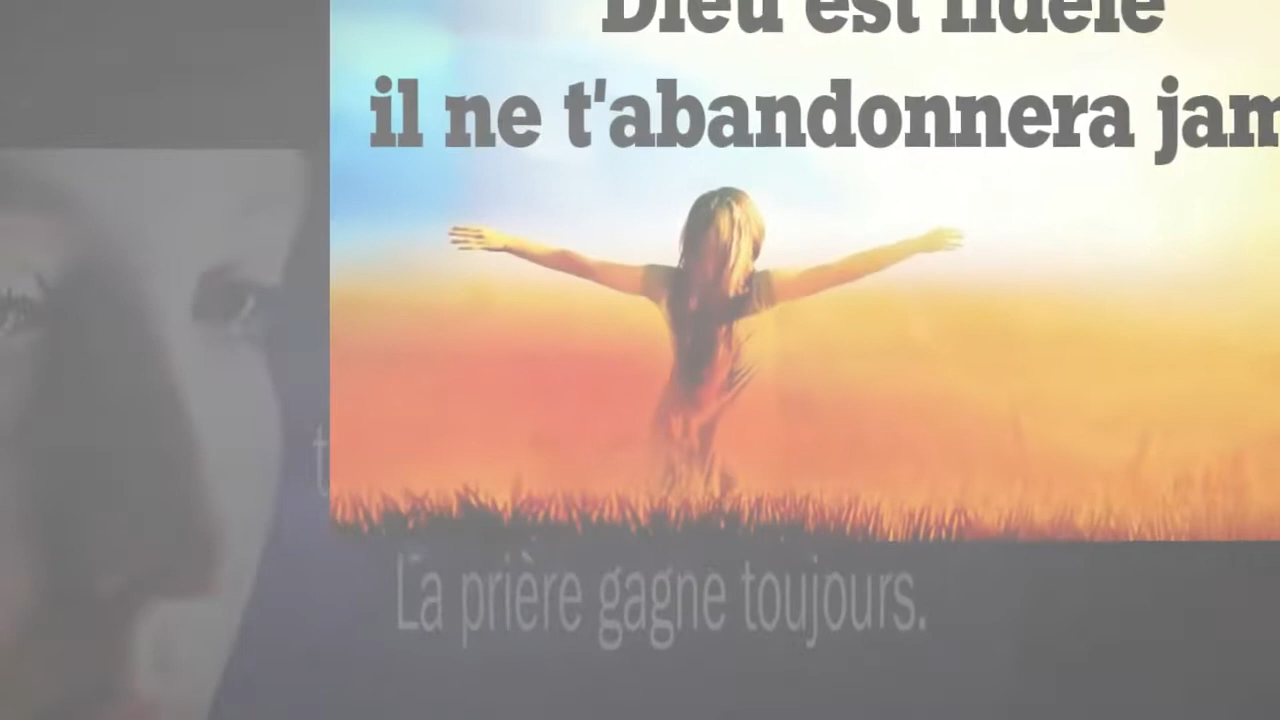 Dieu est fidèle
il ne t'abandonnera jam
t
La prière gagne toujours.